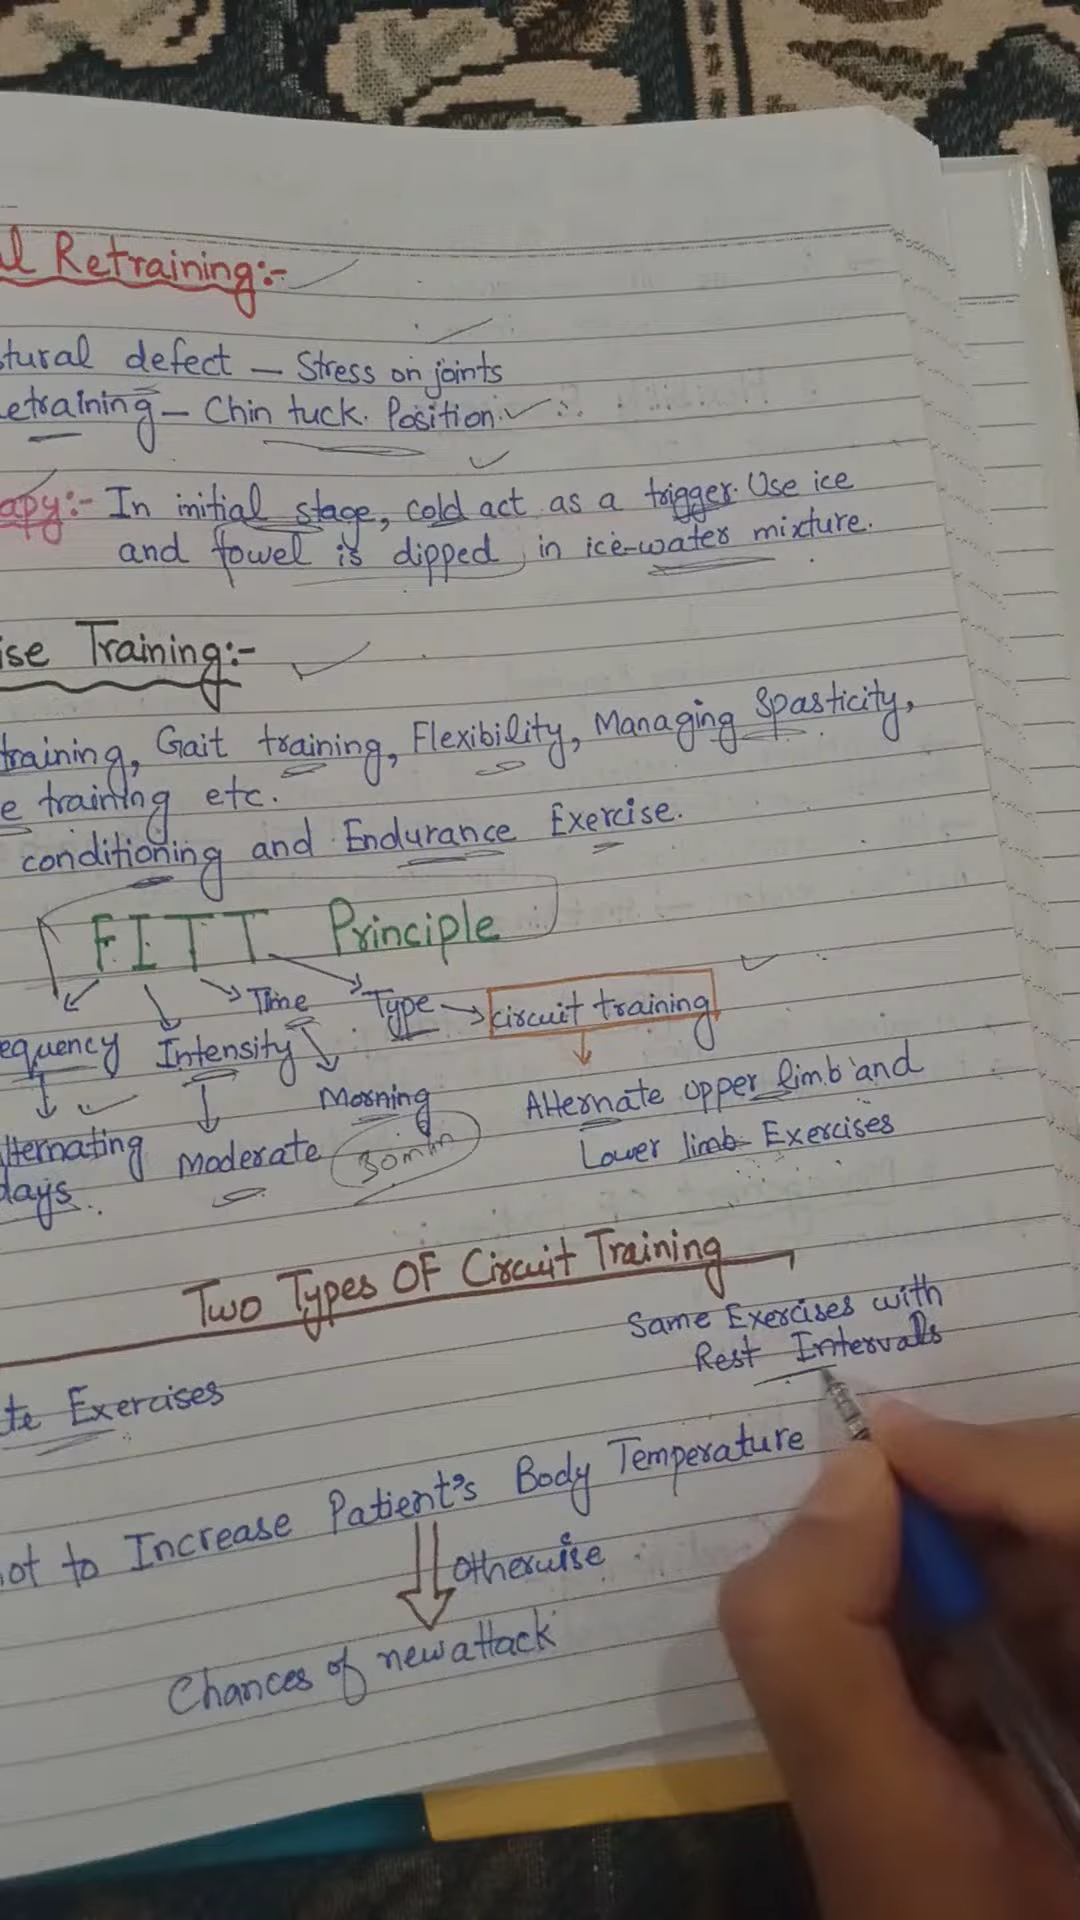 al Retraining:-
tural defect - Stress on joints
etraining - Chin tuck. Position.
apy:- In initial stage, cold act as a trigger. Use ice
and towel is dipped in ice-water mixture.
ise Training:-
training, Gait training, Flexibility, Managing Spasticity,
e training etc.
conditioning and Endurance Exercise.
FITT Principle
Time Type → circuit training
equency Intensity
Morning Alternate upper limb and
lternating Moderate 30 min Lower limb Exercises
days.
Two Types OF Circuit Training
Same Exercises with
Rest Intervals
te Exercises
not to Increase Patient's Body Temperature
otherwise
Chances of new attack